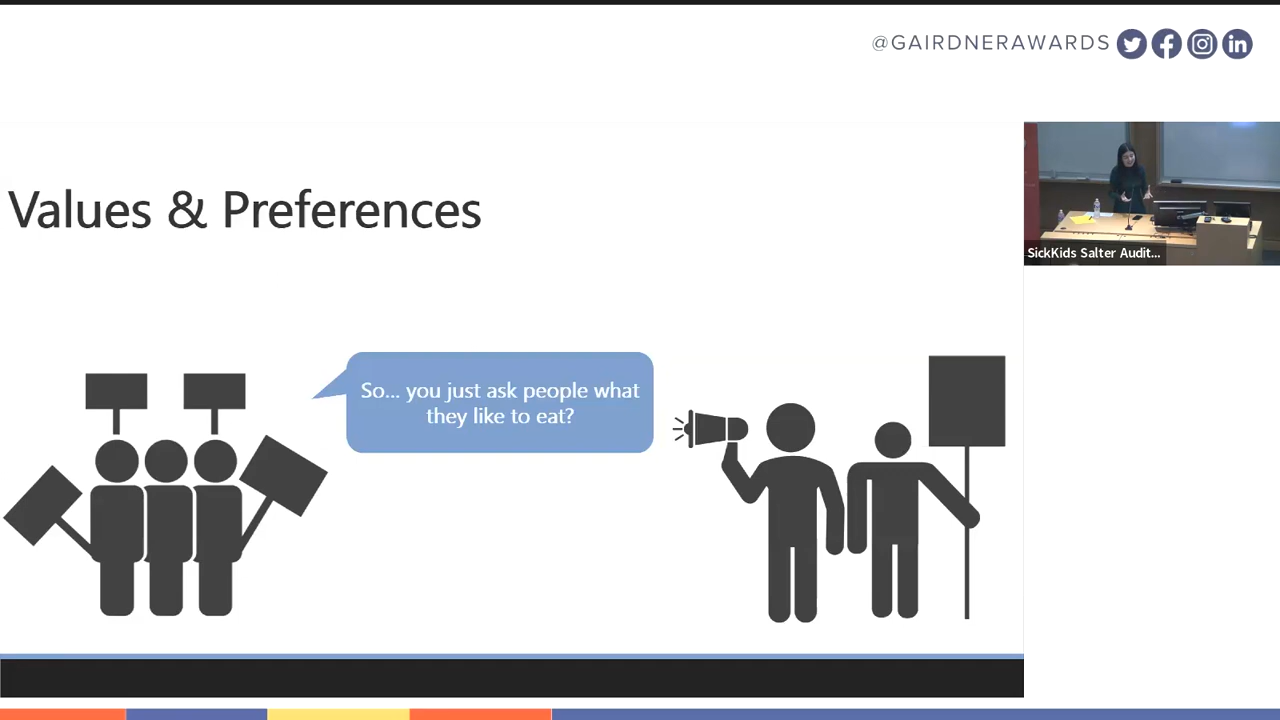 @GAIRDNERAWARDS
Values & Preferences
So... you just ask people what
they like to eat?
SickKids Salter Audit...